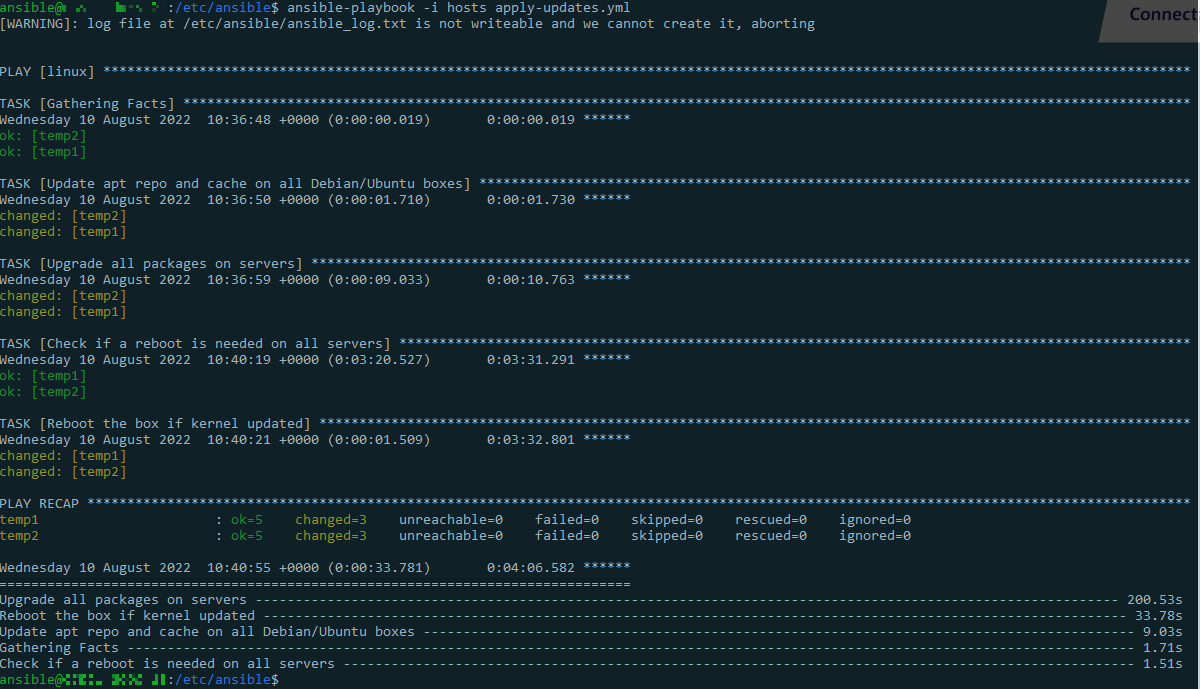 ansible@ :/etc/ansible$ ansible-playbook -i hosts apply-updates.yml
Connect
[WARNING]: log file at /etc/ansible/ansible_log.txt is not writeable and we cannot create it, aborting
PLAY [linux] ****************************************************************************************************************************************
TASK [Gathering Facts] ******************************************************************************************************************************
Wednesday 10 August 2022  10:36:48 +0000 (0:00:00.019)       0:00:00.019 ******
ok: [temp2]
ok: [temp1]
TASK [Update apt repo and cache on all Debian/Ubuntu boxes] *****************************************************************************************
Wednesday 10 August 2022  10:36:50 +0000 (0:00:01.710)       0:00:01.730 ******
changed: [temp2]
changed: [temp1]
TASK [Upgrade all packages on servers] **************************************************************************************************************
Wednesday 10 August 2022  10:36:59 +0000 (0:00:09.033)       0:00:10.763 ******
changed: [temp2]
changed: [temp1]
TASK [Check if a reboot is needed on all servers] ***************************************************************************************************
Wednesday 10 August 2022  10:40:19 +0000 (0:03:20.527)       0:03:31.291 ******
ok: [temp1]
ok: [temp2]
TASK [Reboot the box if kernel updated] *************************************************************************************************************
Wednesday 10 August 2022  10:40:21 +0000 (0:00:01.509)       0:03:32.801 ******
changed: [temp1]
changed: [temp2]
PLAY RECAP ******************************************************************************************************************************************
temp1                      : ok=5    changed=3    unreachable=0    failed=0    skipped=0    rescued=0    ignored=0
temp2                      : ok=5    changed=3    unreachable=0    failed=0    skipped=0    rescued=0    ignored=0
Wednesday 10 August 2022  10:40:55 +0000 (0:00:33.781)       0:04:06.582 ******
===============================================================================
Upgrade all packages on servers ------------------------------------------------------------------------------------------------------------ 200.53s
Reboot the box if kernel updated ------------------------------------------------------------------------------------------------------------ 33.78s
Update apt repo and cache on all Debian/Ubuntu boxes ----------------------------------------------------------------------------------------- 9.03s
Gathering Facts ------------------------------------------------------------------------------------------------------------------------------ 1.71s
Check if a reboot is needed on all servers --------------------------------------------------------------------------------------------------- 1.51s
ansible@ :/etc/ansible$